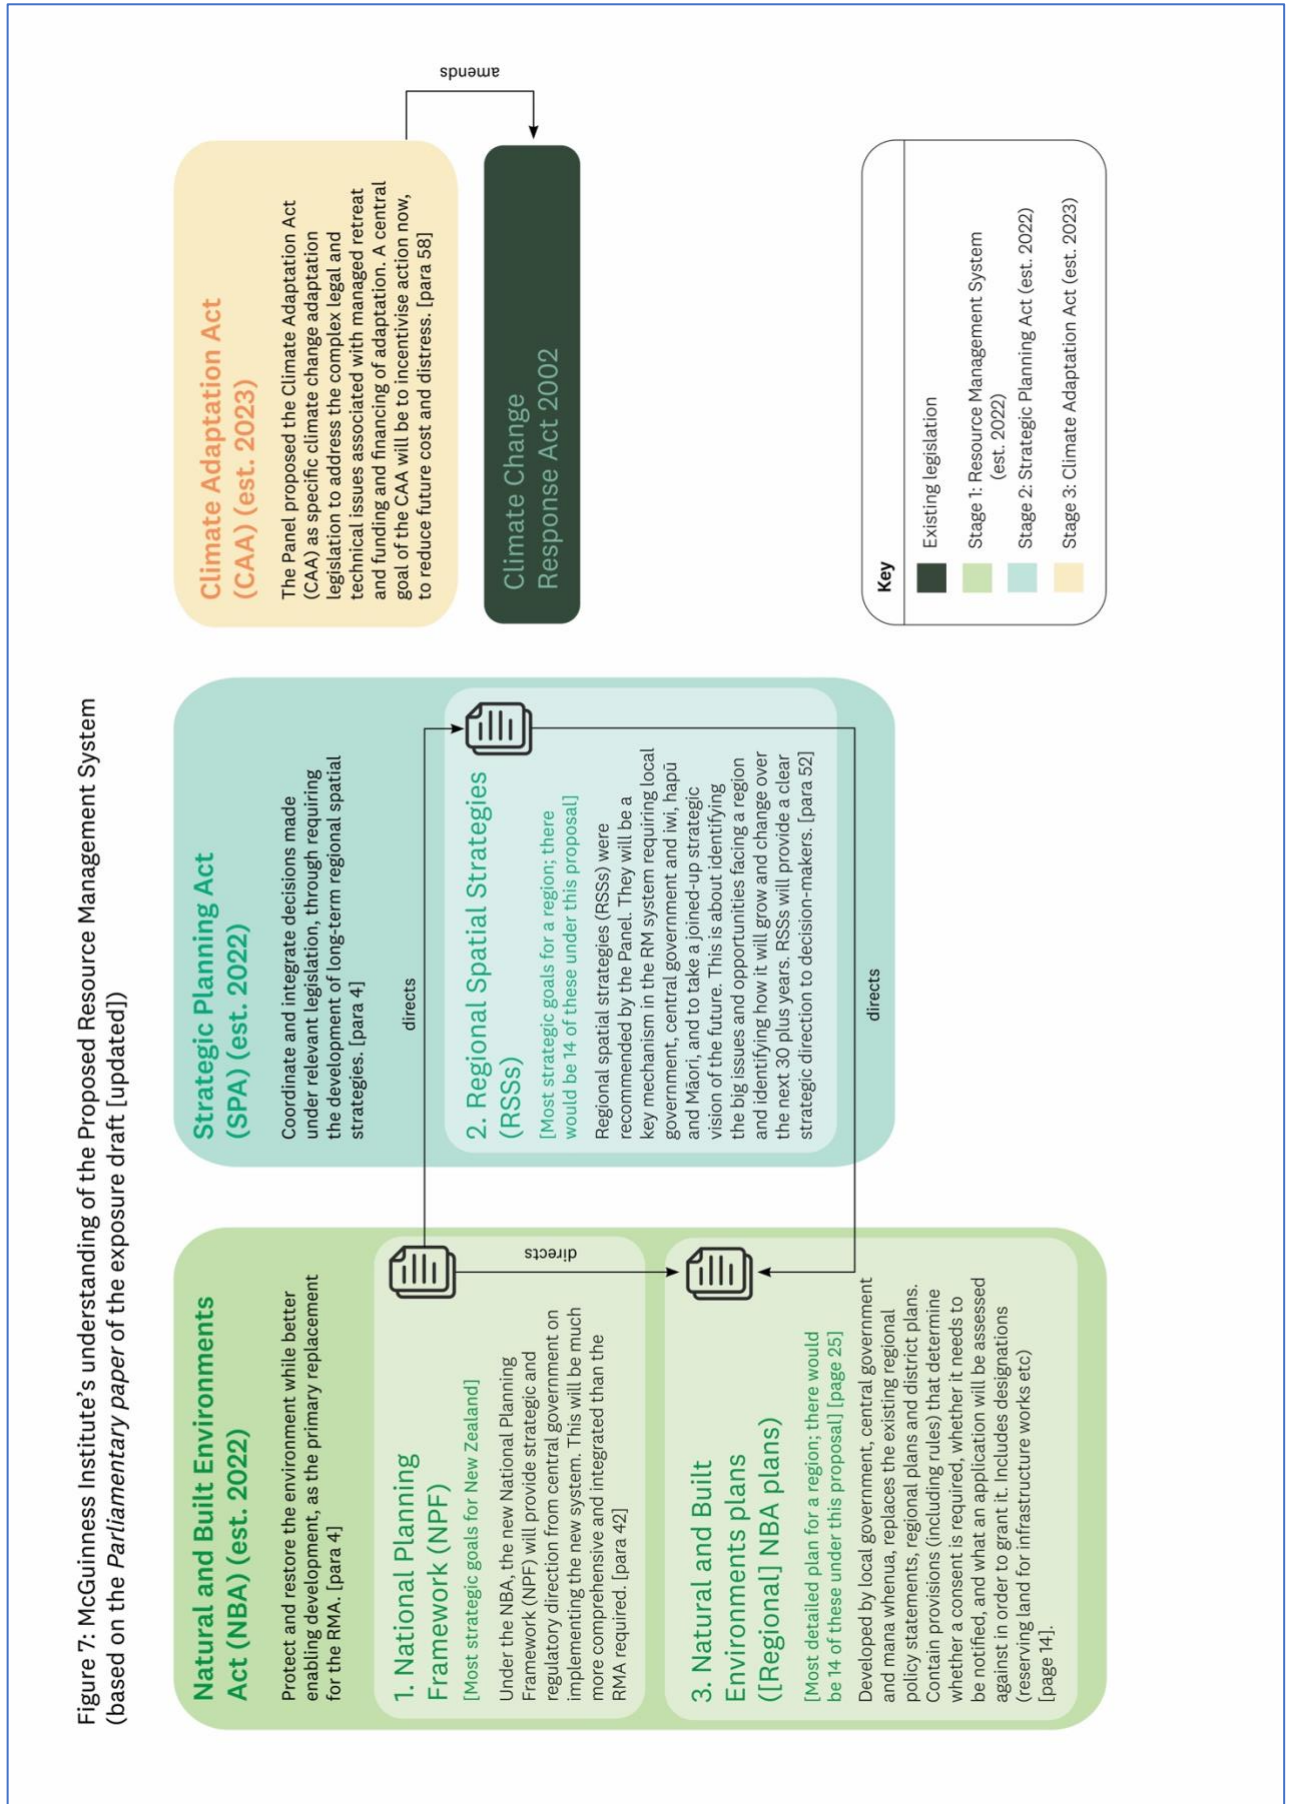 Figure 7: McGuinness Institute's understanding of the Proposed Resource Management System
(based on the Parliamentary paper of the exposure draft [updated])
Natural and Built Environments
Act (NBA) (est. 2022)
Protect and restore the environment while better
enabling development, as the primary replacement
for the RMA. [para 4]
1. National Planning
Framework (NPF)
[Most strategic goals for New Zealand]
Under the NBA, the new National Planning
Framework (NPF) will provide strategic and
regulatory direction from central government on
implementing the new system. This will be much
more comprehensive and integrated than the
RMA required. [para 42]
directs
3. Natural and Built
Environments plans
([Regional] NBA plans)
[Most detailed plan for a region; there would
be 14 of these under this proposal] [page 25]
Developed by local government, central government
and mana whenua, replaces the existing regional
policy statements, regional plans and district plans.
Contain provisions (including rules) that determine
whether a consent is required, whether it needs to
be notified, and what an application will be assessed
against in order to grant it. Includes designations
(reserving land for infrastructure works etc)
[page 14].
Strategic Planning Act
(SPA) (est. 2022)
Coordinate and integrate decisions made
under relevant legislation, through requiring
the development of long-term regional spatial
strategies. [para 4]
directs
2. Regional Spatial Strategies
(RSSs)
[Most strategic goals for a region; there
would be 14 of these under this proposal]
Regional spatial strategies (RSSs) were
recommended by the Panel. They will be a
key mechanism in the RM system requiring local
government, central government and iwi, hapū
and Māori, and to take a joined-up strategic
vision of the future. This is about identifying
the big issues and opportunities facing a region
and identifying how it will grow and change over
the next 30 plus years. RSSs will provide a clear
strategic direction to decision-makers. [para 52]
directs
Climate Adaptation Act
(CAA) (est. 2023)
The Panel proposed the Climate Adaptation Act
(CAA) as specific climate change adaptation
legislation to address the complex legal and
technical issues associated with managed retreat
and funding and financing of adaptation. A central
goal of the CAA will be to incentivise action now,
to reduce future cost and distress. [para 58]
amends
Climate Change
Response Act 2002
Key
Existing legislation
Stage 1: Resource Management System
(est. 2022)
Stage 2: Strategic Planning Act (est. 2022)
Stage 3: Climate Adaptation Act (est. 2023)